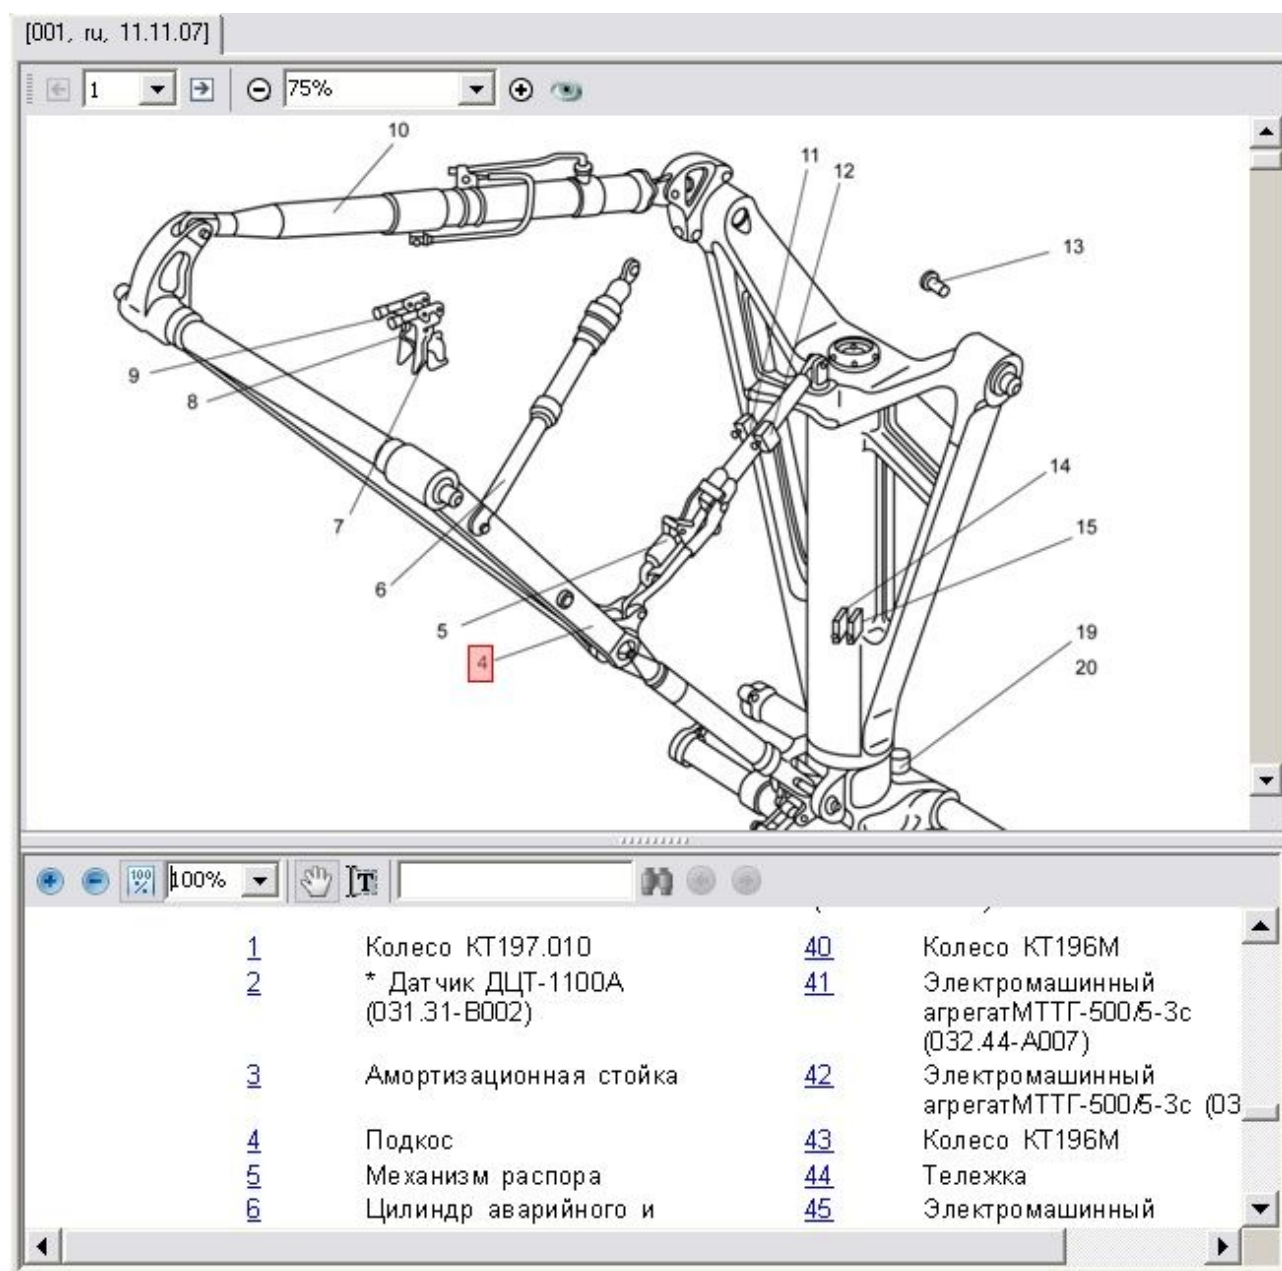 [001, ru, 11.11.07]
1
75%
10
11
12
13
9
8
14
7
15
6
5
19
4
20
100
%
100%
T
1 Колесо КТ197.010 40 Колесо КТ196М
2 * Датчик ДЦТ-1100А 41 Электромашинный
(031.31-В002) агрегатМТТГ-500/5-3с
(032.44-А007)
3 Амортизационная стойка 42 Электромашинный
агрегатМТТГ-500/5-3с (03
4 Подкос 43 Колесо КТ196М
5 Механизм распора 44 Тележка
6 Цилиндр аварийного и 45 Электромашинный